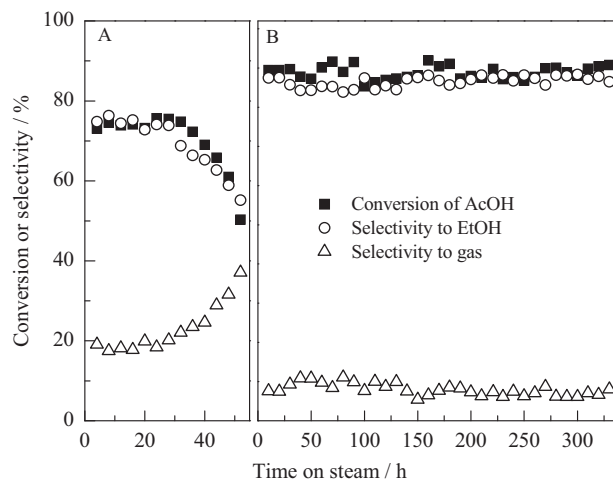 100
A
B
80
60
40
20
0
Conversion or selectivity / %
Conversion of AcOH
Selectivity to EtOH
Selectivity to gas
0 20 40
50 100 150 200 250 300
Time on steam / h